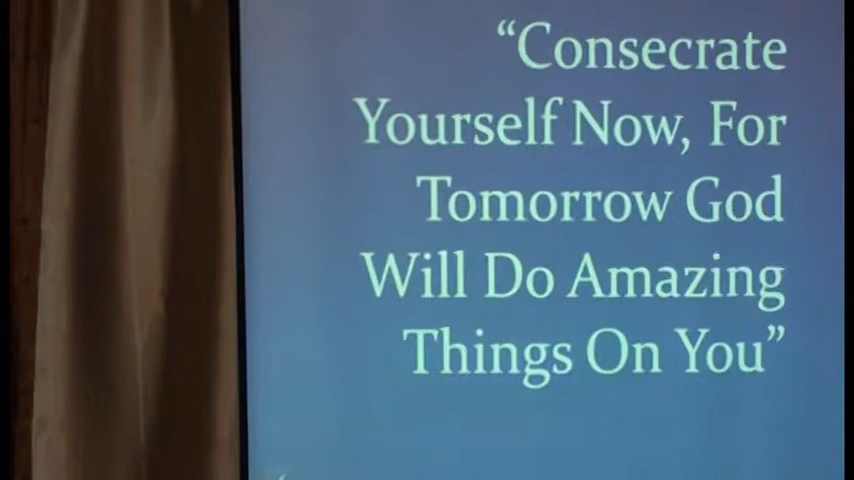 “Consecrate
Yourself Now, For
Tomorrow God
Will Do Amazing
Things On You”